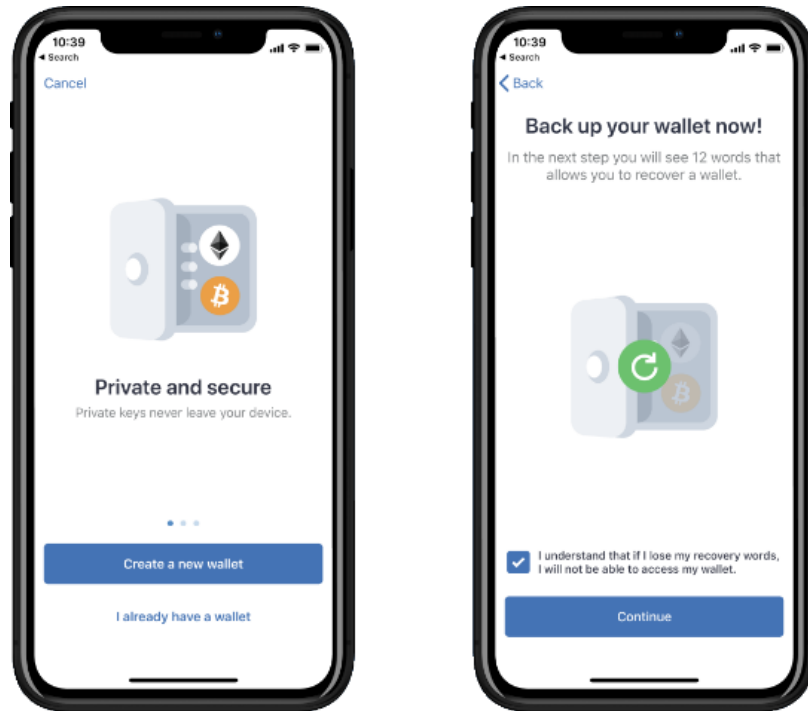 10:39
Search
Cancel
Private and secure
Private keys never leave your device.
Create a new wallet
I already have a wallet
10:39
Search
Back
Back up your wallet now!
In the next step you will see 12 words that
allows you to recover a wallet.
I understand that if I lose my recovery words,
I will not be able to access my wallet.
Continue